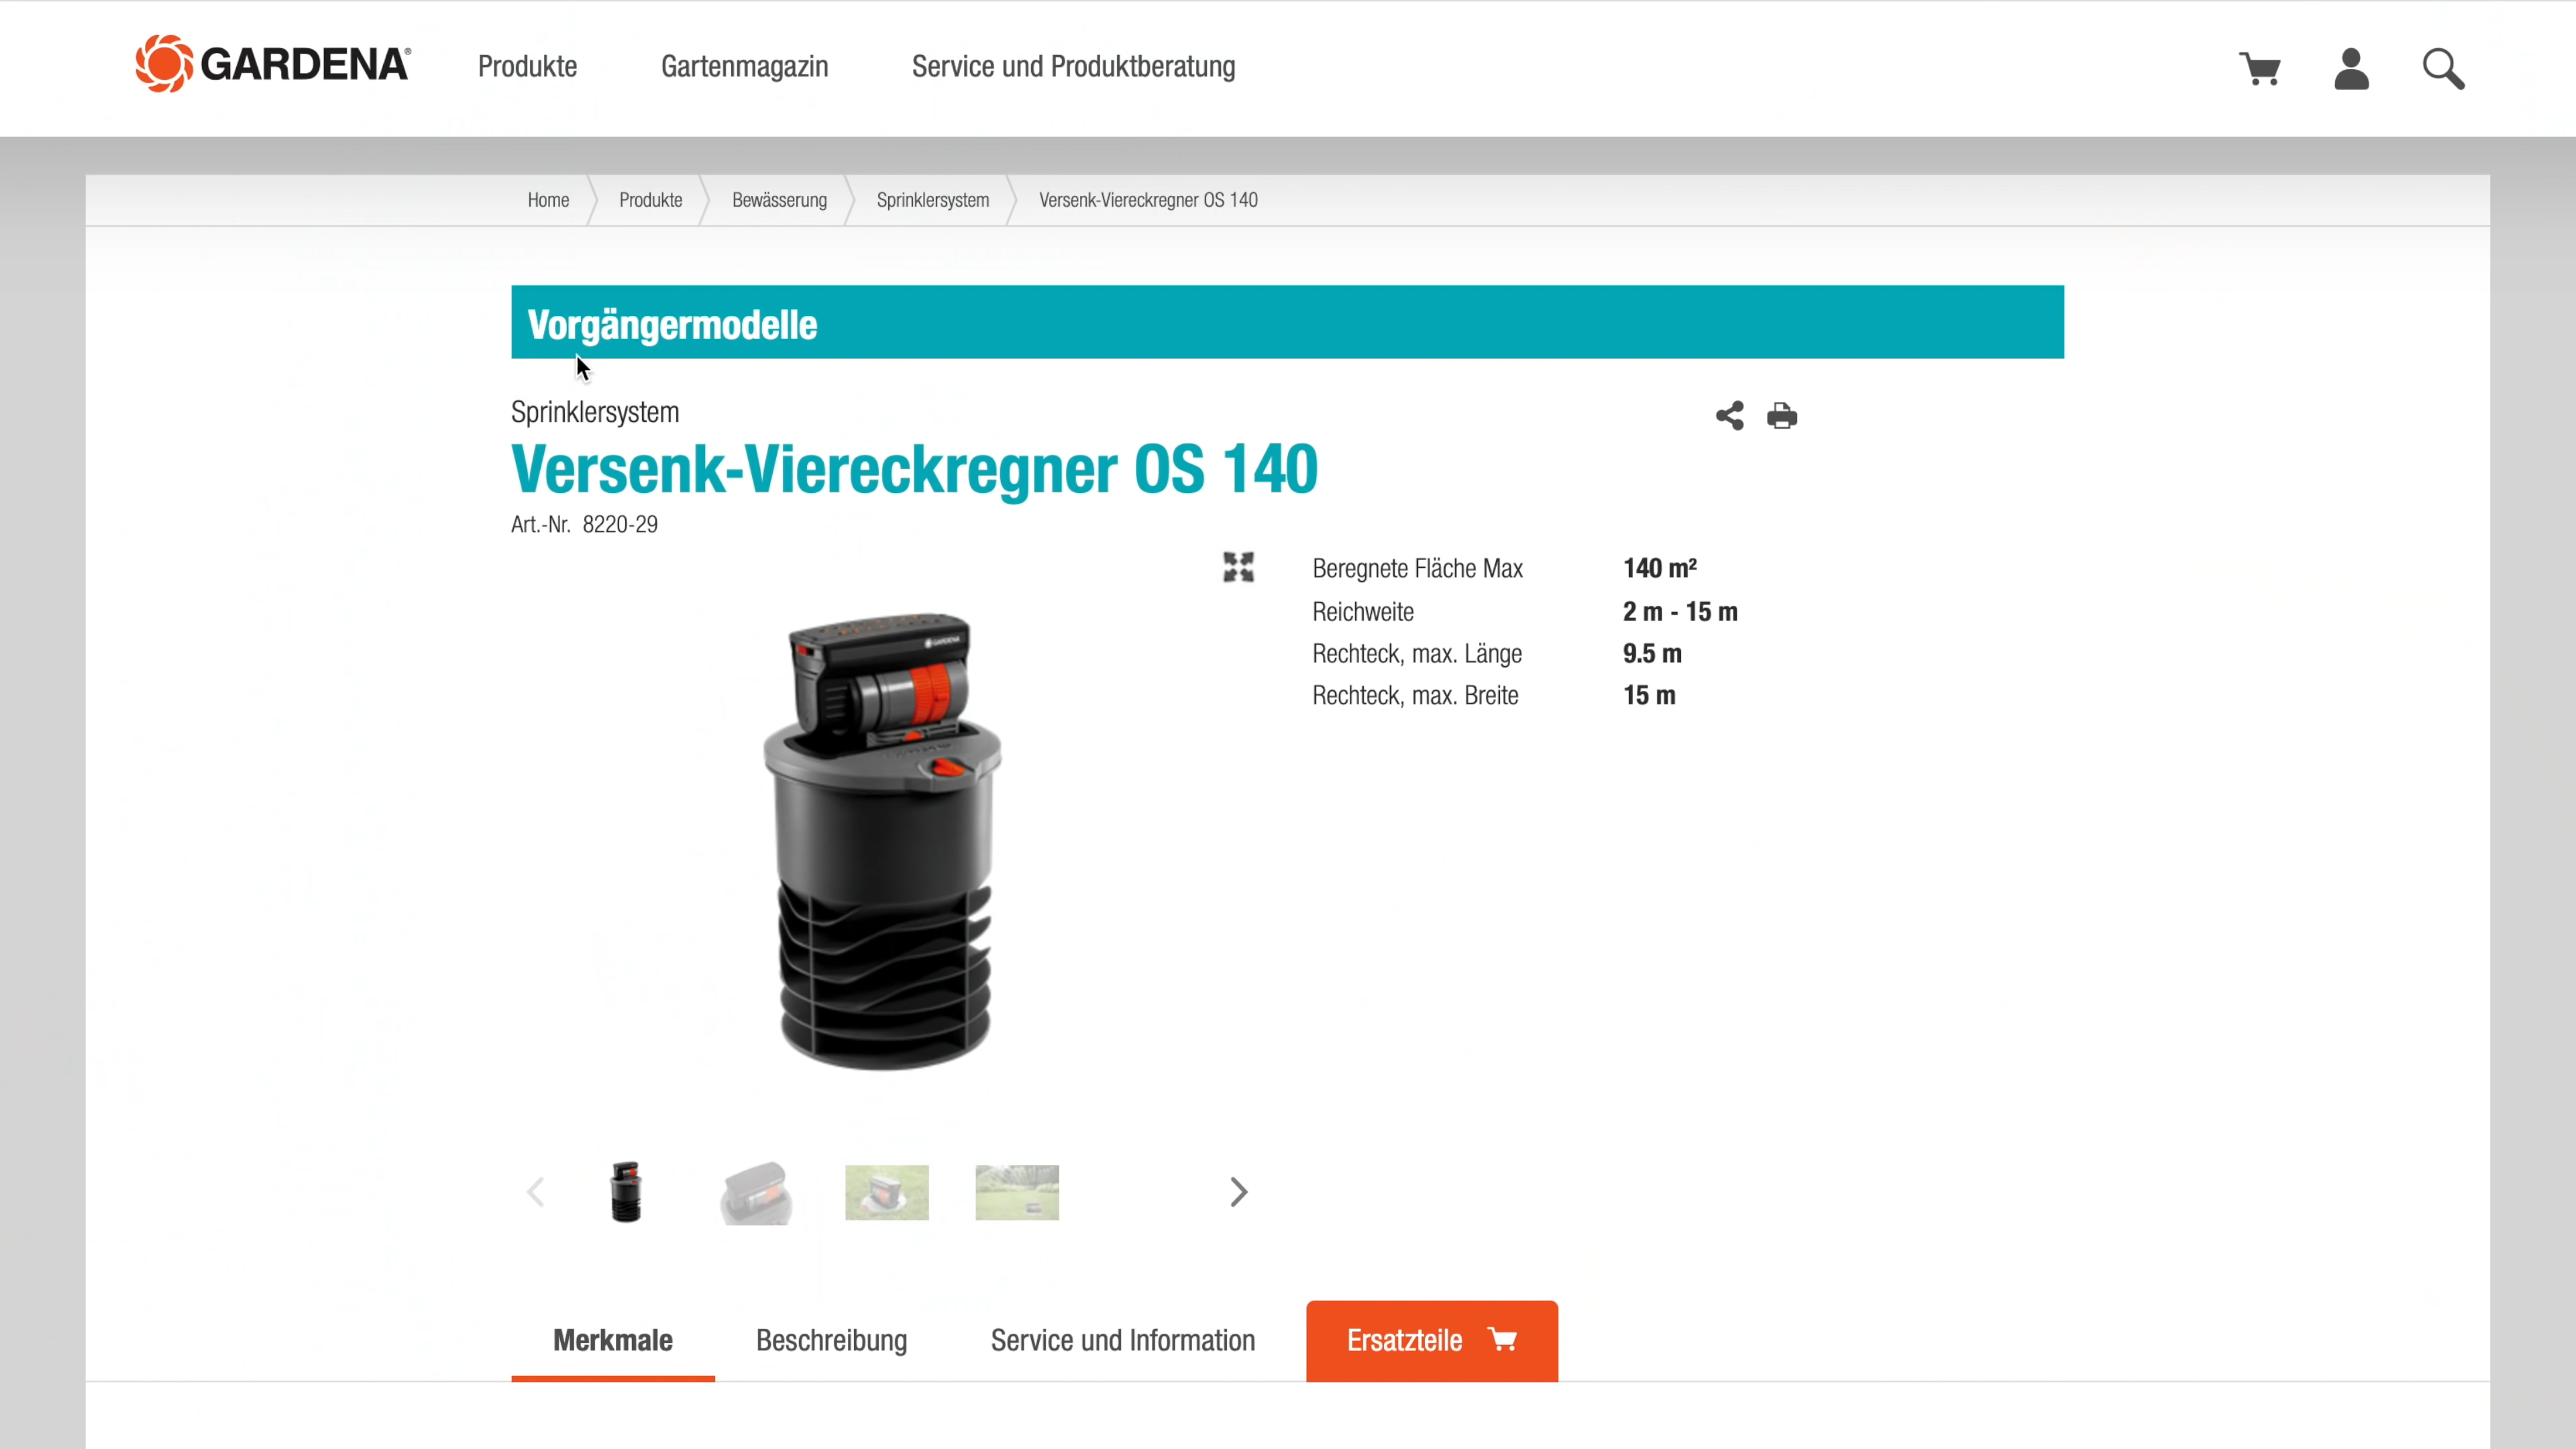 GARDENA®
Produkte
Gartenmagazin
Service und Produktberatung
Home
Produkte
Bewässerung
Sprinklersystem
Versenk-Viereckregner OS 140
Vorgängermodelle
Sprinklersystem
Versenk-Viereckregner OS 140
Art.-Nr. 8220-29
Beregnete Fläche Max 140 m²
Reichweite 2 m - 15 m
Rechteck, max. Länge 9.5 m
Rechteck, max. Breite 15 m
GARDENA
Merkmale
Beschreibung
Service und Information
Ersatzteile